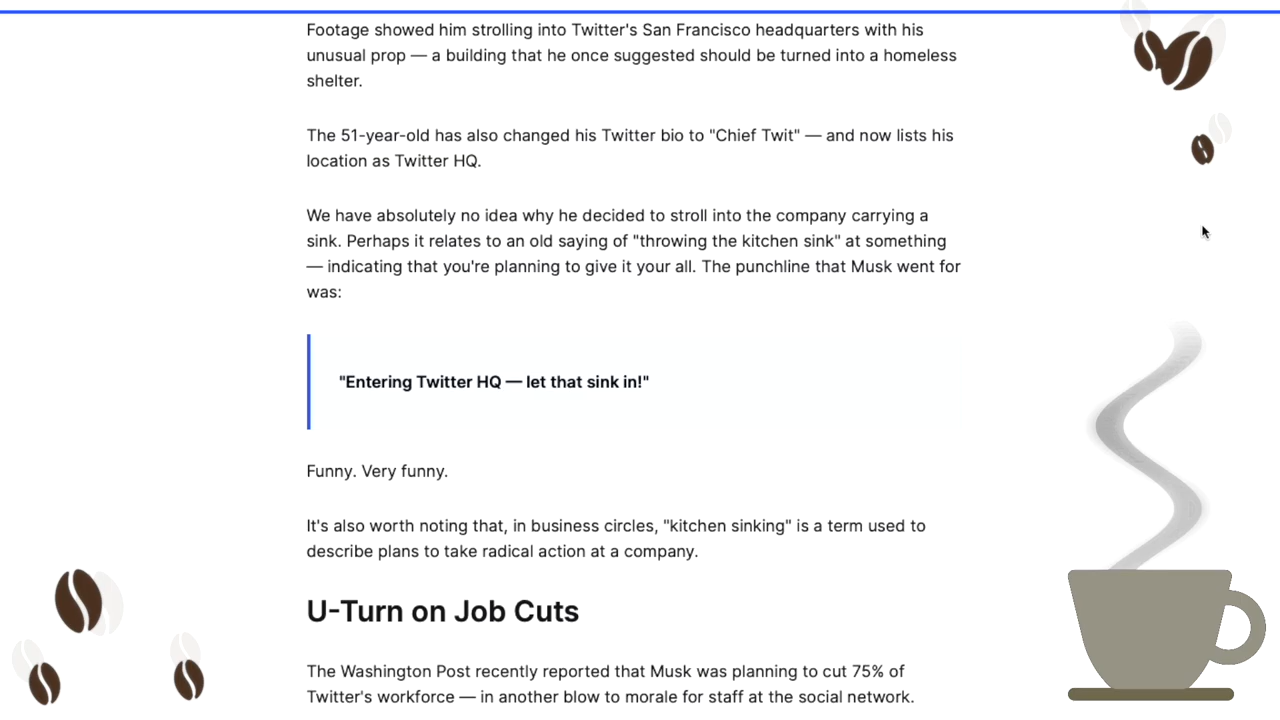 Footage showed him strolling into Twitter's San Francisco headquarters with his
unusual prop — a building that he once suggested should be turned into a homeless
shelter.
The 51-year-old has also changed his Twitter bio to "Chief Twit" — and now lists his
location as Twitter HQ.
We have absolutely no idea why he decided to stroll into the company carrying a
sink. Perhaps it relates to an old saying of "throwing the kitchen sink" at something
— indicating that you're planning to give it your all. The punchline that Musk went for
was:
"Entering Twitter HQ — let that sink in!"
Funny. Very funny.
It's also worth noting that, in business circles, "kitchen sinking" is a term used to
describe plans to take radical action at a company.
U-Turn on Job Cuts
The Washington Post recently reported that Musk was planning to cut 75% of
Twitter's workforce — in another blow to morale for staff at the social network.